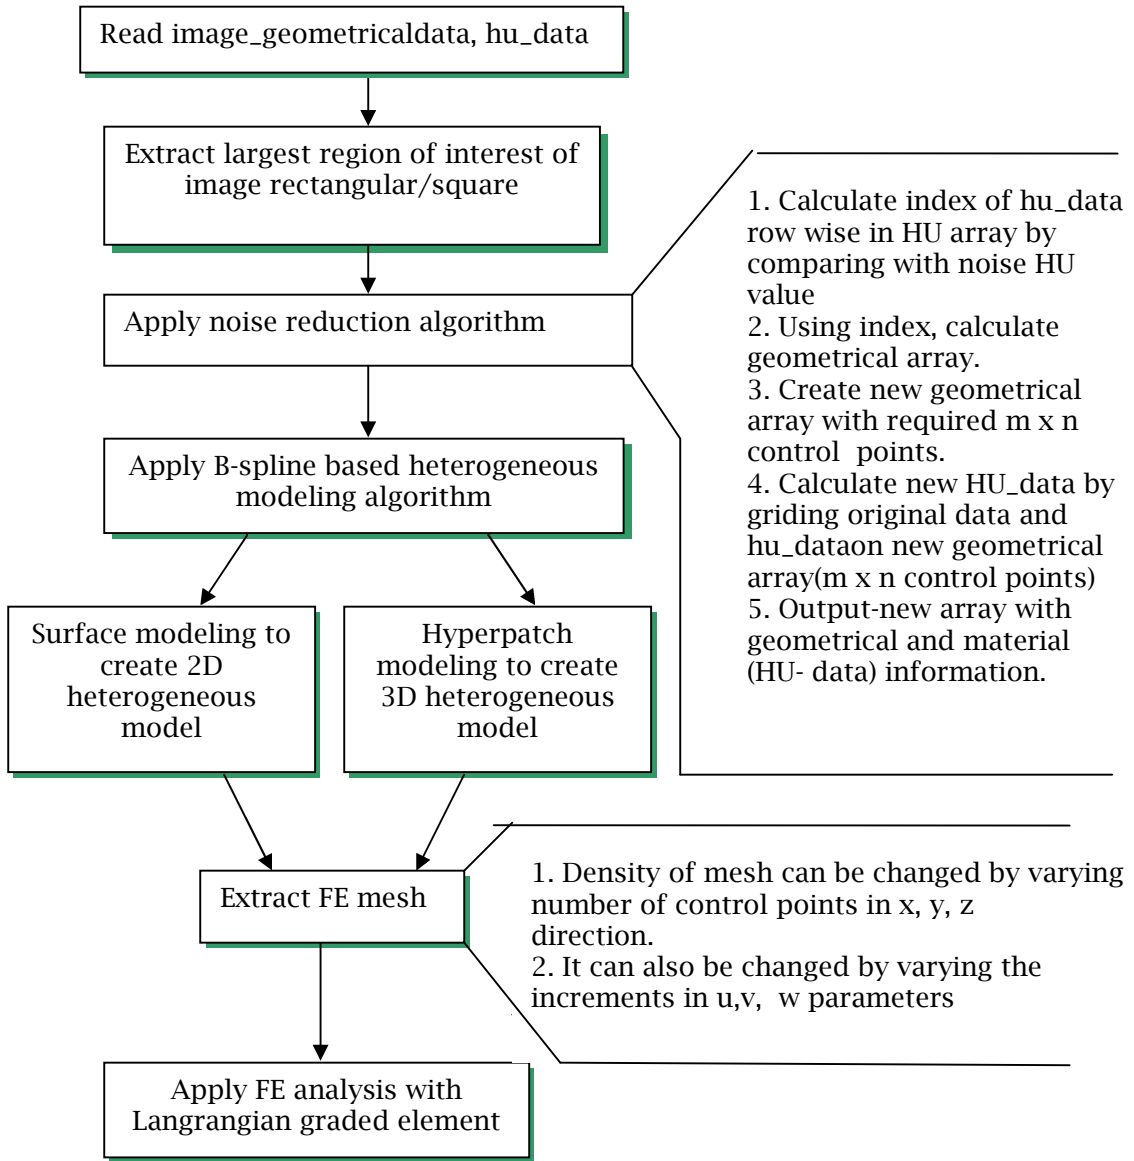 Read image_geometricaldata, hu_data
Extract largest region of interest of
image rectangular/square
Apply noise reduction algorithm
1. Calculate index of hu_data
row wise in HU array by
comparing with noise HU
value
2. Using index, calculate
geometrical array.
3. Create new geometrical
array with required m x n
control points.
4. Calculate new HU_data by
griding original data and
hu_dataon new geometrical
array(m x n control points)
5. Output-new array with
geometrical and material
(HU- data) information.
Apply B-spline based heterogeneous
modeling algorithm
Surface modeling to
create 2D
heterogeneous
model
Hyperpatch
modeling to create
3D heterogeneous
model
Extract FE mesh
1. Density of mesh can be changed by varying
number of control points in x, y, z
direction.
2. It can also be changed by varying the
increments in u,v, w parameters
Apply FE analysis with
Langrangian graded element